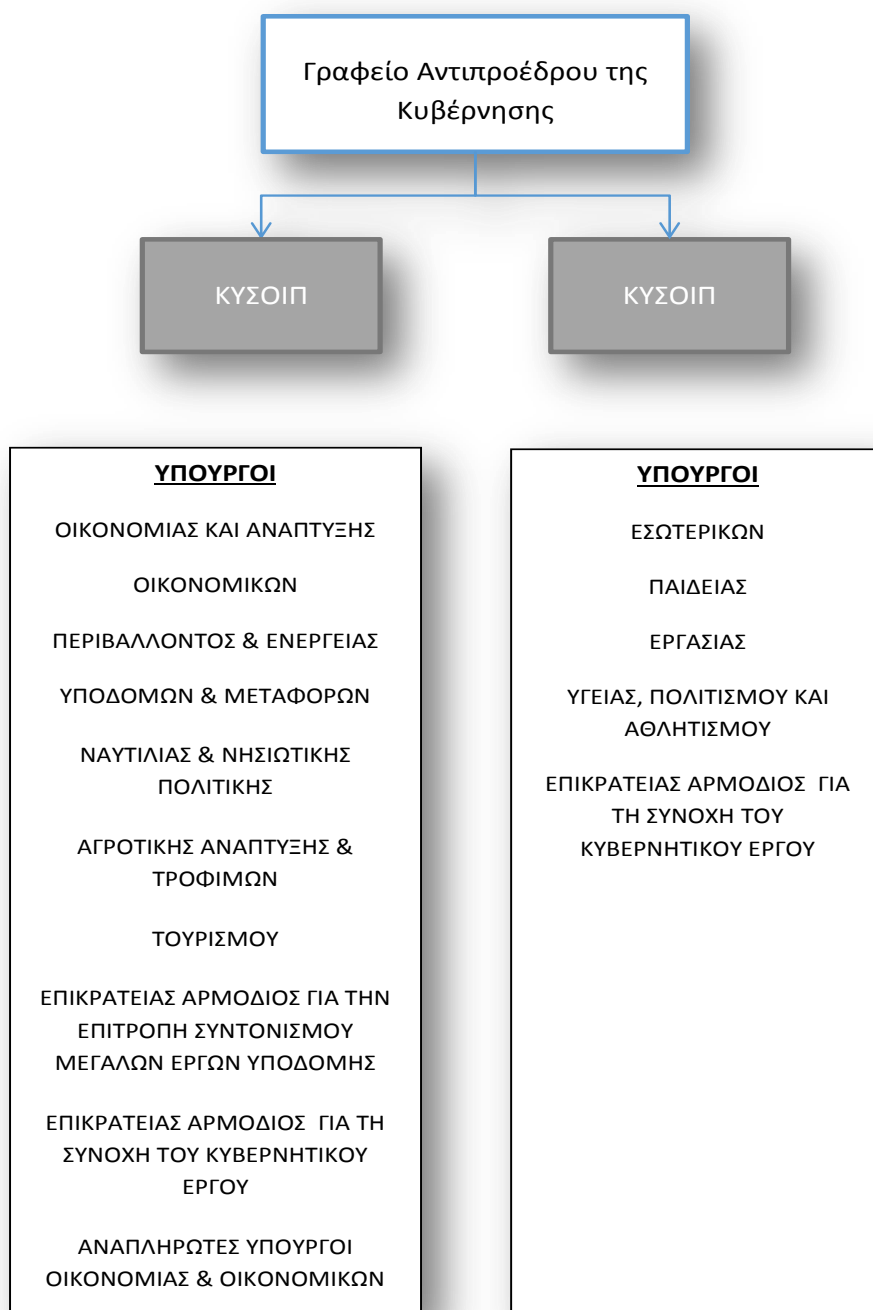 Γραφείο Αντιπροέδρου της
Κυβέρνησης
ΚΥΣΟΙΠ
ΚΥΣΟΙΠ
ΥΠΟΥΡΓΟΙ
ΟΙΚΟΝΟΜΙΑΣ ΚΑΙ ΑΝΑΠΤΥΞΗΣ
ΟΙΚΟΝΟΜΙΚΩΝ
ΠΕΡΙΒΑΛΛΟΝΤΟΣ & ΕΝΕΡΓΕΙΑΣ
ΥΠΟΔΟΜΩΝ & ΜΕΤΑΦΟΡΩΝ
ΝΑΥΤΙΛΙΑΣ & ΝΗΣΙΩΤΙΚΗΣ
ΠΟΛΙΤΙΚΗΣ
ΑΓΡΟΤΙΚΗΣ ΑΝΑΠΤΥΞΗΣ &
ΤΡΟΦΙΜΩΝ
ΤΟΥΡΙΣΜΟΥ
ΕΠΙΚΡΑΤΕΙΑΣ ΑΡΜΟΔΙΟΣ ΓΙΑ ΤΗΝ
ΕΠΙΤΡΟΠΗ ΣΥΝΤΟΝΙΣΜΟΥ
ΜΕΓΑΛΩΝ ΕΡΓΩΝ ΥΠΟΔΟΜΗΣ
ΕΠΙΚΡΑΤΕΙΑΣ ΑΡΜΟΔΙΟΣ ΓΙΑ ΤΗ
ΣΥΝΟΧΗ ΤΟΥ ΚΥΒΕΡΝΗΤΙΚΟΥ
ΕΡΓΟΥ
ΑΝΑΠΛΗΡΩΤΕΣ ΥΠΟΥΡΓΟΙ
ΟΙΚΟΝΟΜΙΑΣ & ΟΙΚΟΝΟΜΙΚΩΝ
ΥΠΟΥΡΓΟΙ
ΕΣΩΤΕΡΙΚΩΝ
ΠΑΙΔΕΙΑΣ
ΕΡΓΑΣΙΑΣ
ΥΓΕΙΑΣ, ΠΟΛΙΤΙΣΜΟΥ ΚΑΙ
ΑΘΛΗΤΙΣΜΟΥ
ΕΠΙΚΡΑΤΕΙΑΣ ΑΡΜΟΔΙΟΣ ΓΙΑ
ΤΗ ΣΥΝΟΧΗ ΤΟΥ
ΚΥΒΕΡΝΗΤΙΚΟΥ ΕΡΓΟΥ